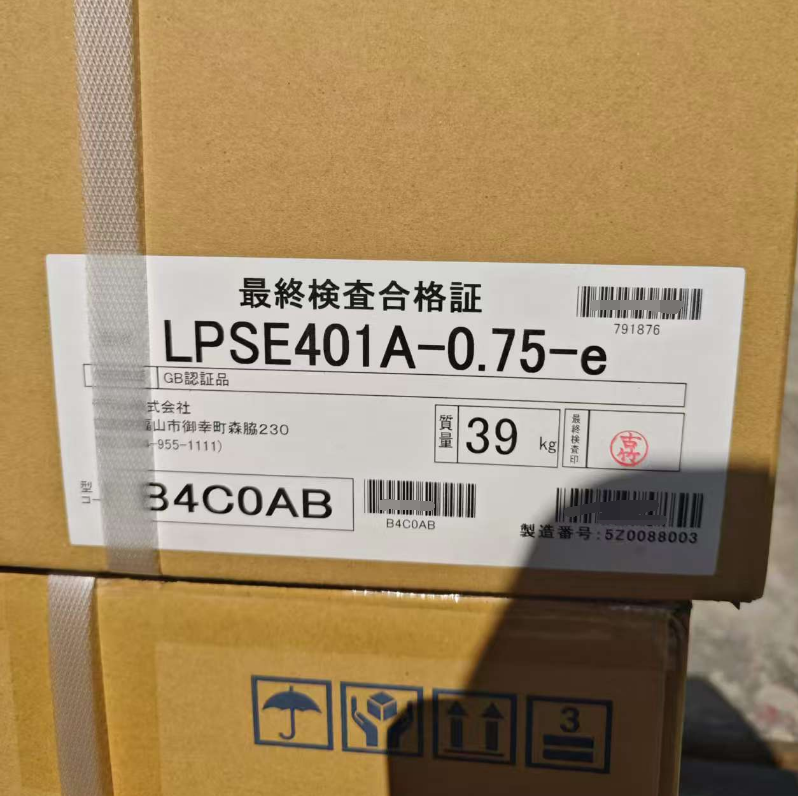 最終検査合格証
791876
LPSE401A-0.75-e
GB認証品
式会社
山市御幸町森脇230
-955-1111)
質量
39 kg
最終検査印
古竹
型
コー
B4C0AB
B4C0AB
製造番号:5Z0088003
3